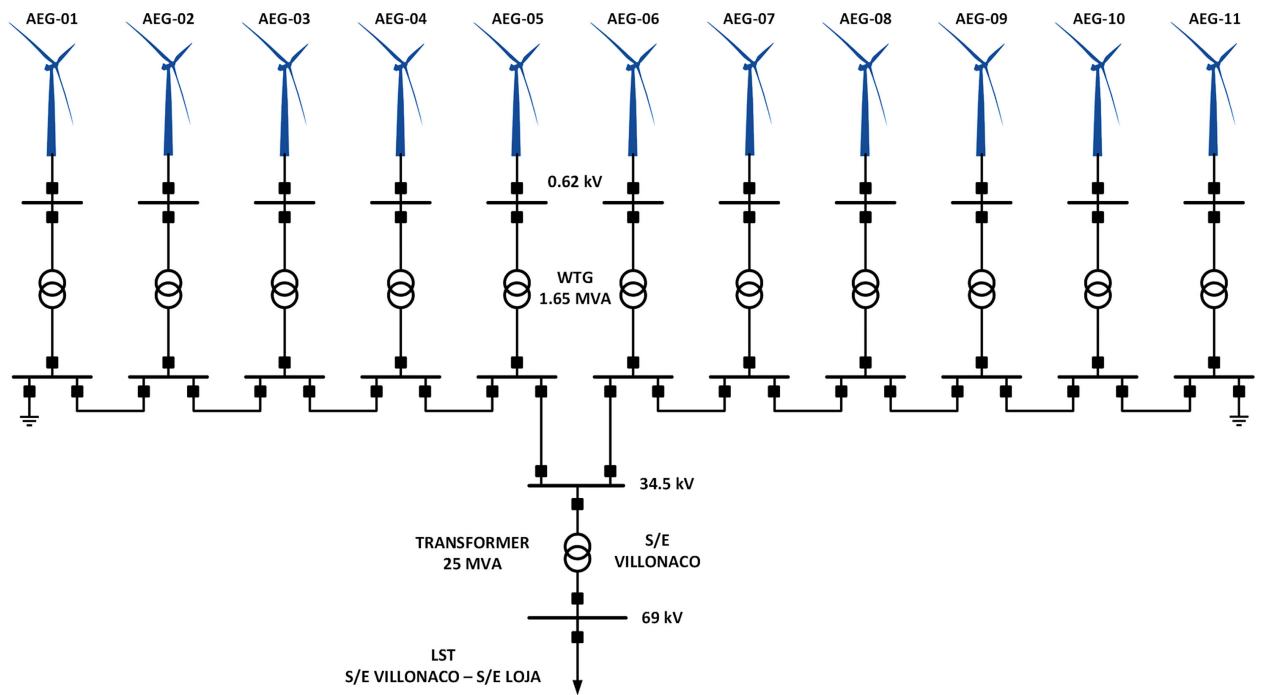 AEG-01
AEG-02
AEG-03
AEG-04
AEG-05
AEG-06
AEG-07
AEG-08
AEG-09
AEG-10
AEG-11
0.62 kV
WTG
1.65 MVA
34.5 kV
TRANSFORMER
25 MVA
S/E
VILLONACO
69 kV
LST
S/E VILLONACO – S/E LOJA